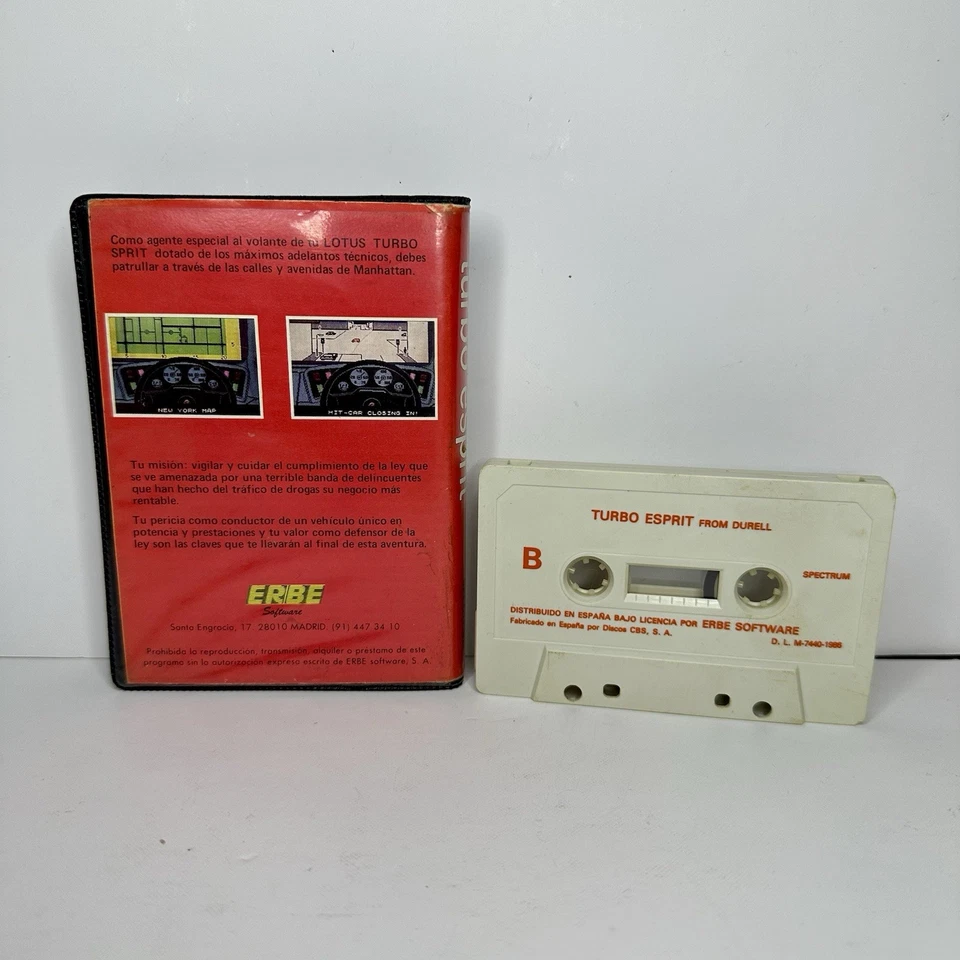 Como agente especial al volante de tu LOTUS TURBO
SPRIT dotado de los máximos adelantos técnicos, debes
patrullar a través de las calles y avenidas de Manhattan.
NEW YORK MAP
HIT-CAR CLOSING IN!
Tu misión: vigilar y cuidar el cumplimiento de la ley que
se ve amenazada por una terrible banda de delincuentes
que han hecho del tráfico de drogas su negocio más
rentable.
Tu pericia como conductor de un vehículo único en
potencia y prestaciones y tu valor como defensor de la
ley son las claves que te llevarán al final de esta aventura.
ERBE
Software
Santa Engracia, 17. 28010 MADRID. (91) 447 34 10
Prohibida la reproducción, transmisión, alquiler o préstamo de este
programa sin la autorización expresa escrita de ERBE software, S. A.
turbo esprit
TURBO ESPRIT FROM DURELL
B
SPECTRUM
DISTRIBUIDO EN ESPAÑA BAJO LICENCIA POR ERBE SOFTWARE
Fabricado en España por Discos CBS, S. A.
D. L. M-7440-1986